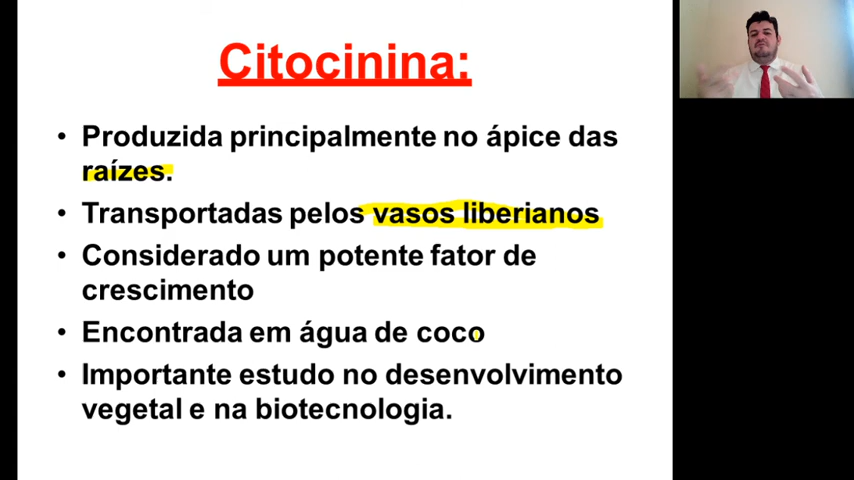 Citocinina:
• Produzida principalmente no ápice das
raízes.
• Transportadas pelos vasos liberianos
• Considerado um potente fator de
crescimento
• Encontrada em água de coco
• Importante estudo no desenvolvimento
vegetal e na biotecnologia.